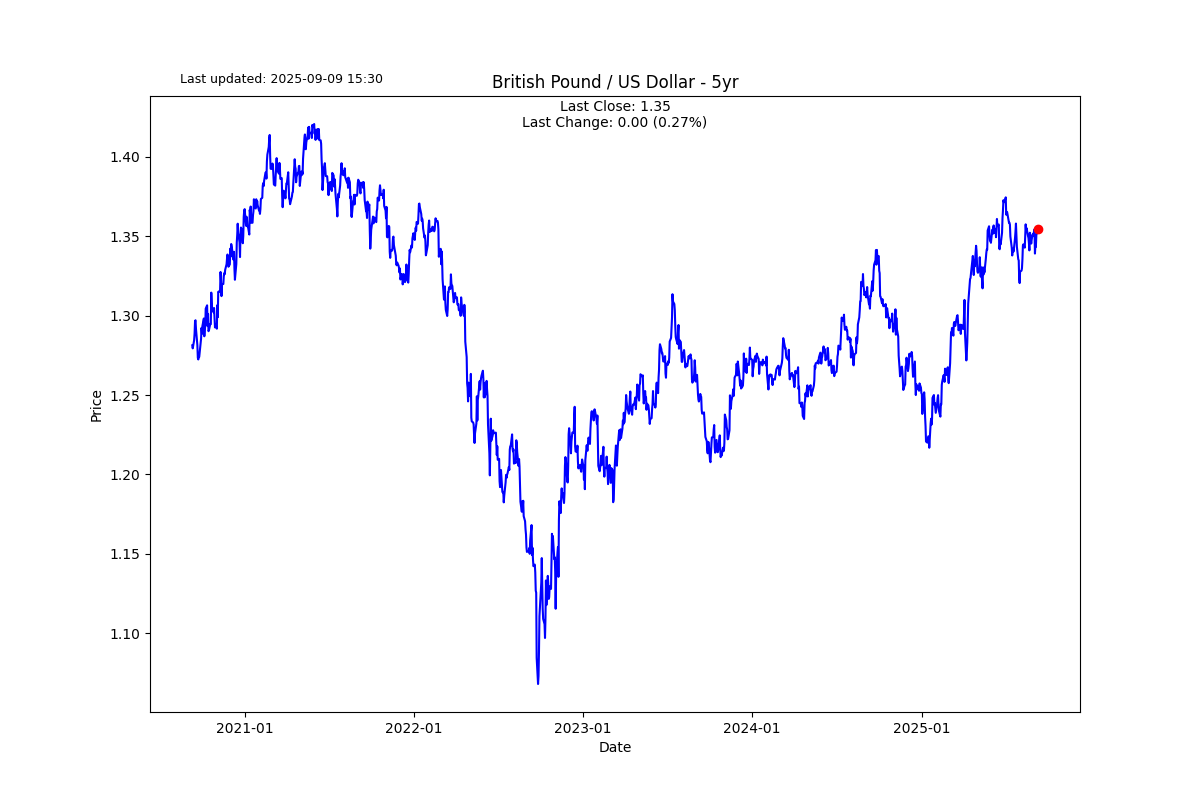 Last updated: 2025-09-09 15:30
British Pound / US Dollar - 5yr
Last Close: 1.35
Last Change: 0.00 (0.27%)
1.40
1.35
1.30
1.25
1.20
1.15
1.10
Price
2021-01
2022-01
2023-01
2024-01
2025-01
Date